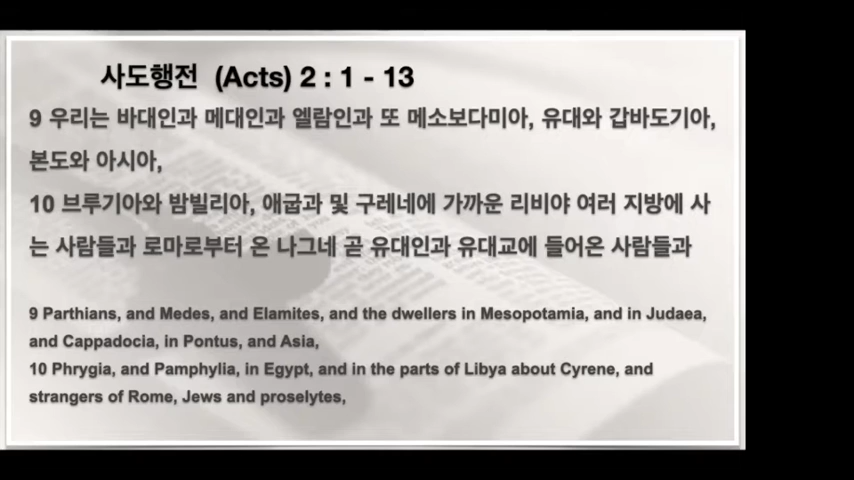 사도행전 (Acts) 2 : 1 - 13
9 우리는 바대인과 메대인과 엘람인과 또 메소보다미아, 유대와 갑바도기아,
본도와 아시아,
10 브루기아와 밤빌리아, 애굽과 및 구레네에 가까운 리비야 여러 지방에 사
는 사람들과 로마로부터 온 나그네 곧 유대인과 유대교에 들어온 사람들과
9 Parthians, and Medes, and Elamites, and the dwellers in Mesopotamia, and in Judaea,
and Cappadocia, in Pontus, and Asia,
10 Phrygia, and Pamphylia, in Egypt, and in the parts of Libya about Cyrene, and
strangers of Rome, Jews and proselytes,